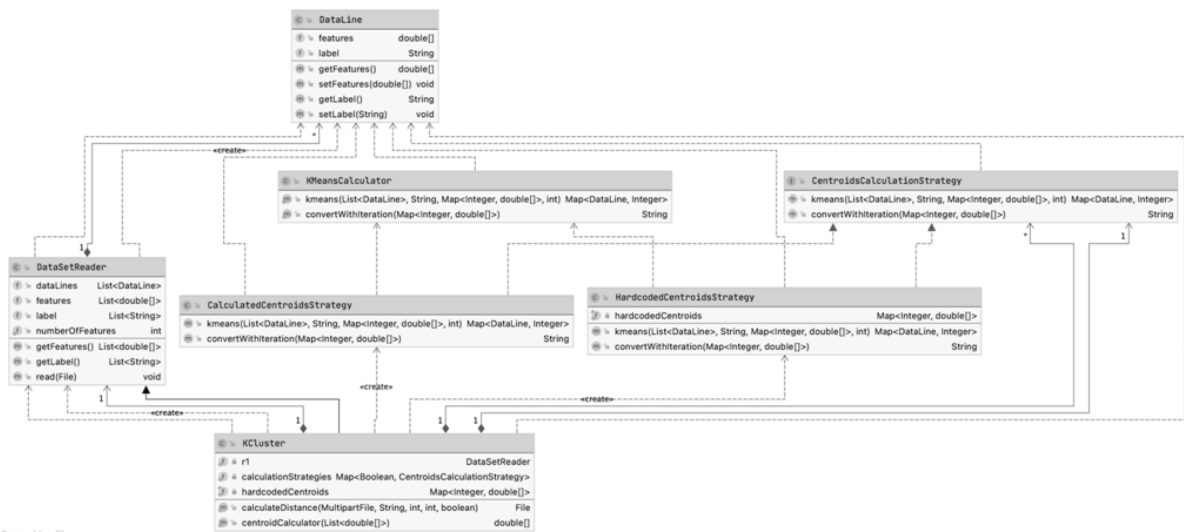 DataLine
features double[]
label String
getFeatures() double[]
setFeatures(double[]) void
getLabel() String
setLabel(String) void
*
«create»
KMeansCalculator
kmeans(List<DataLine>, String, Map<Integer, double[]>, int) Map<DataLine, Integer>
convertWithIteration(Map<Integer, double[]>) String
CentroidsCalculationStrategy
kmeans(List<DataLine>, String, Map<Integer, double[]>, int) Map<DataLine, Integer>
convertWithIteration(Map<Integer, double[]>) String
1
* 1
DataSetReader
dataLines List<DataLine>
features List<double[]>
label List<String>
numberOfFeatures int
getFeatures() List<double[]>
getLabel() List<String>
read(File) void
CalculatedCentroidsStrategy
kmeans(List<DataLine>, String, Map<Integer, double[]>, int) Map<DataLine, Integer>
convertWithIteration(Map<Integer, double[]>) String
HardcodedCentroidsStrategy
hardcodedCentroids Map<Integer, double[]>
kmeans(List<DataLine>, String, Map<Integer, double[]>, int) Map<DataLine, Integer>
convertWithIteration(Map<Integer, double[]>) String
«create»
1
«create» «create»
1 1 1
KCluster
r1 DataSetReader
calculationStrategies Map<Boolean, CentroidsCalculationStrategy>
hardcodedCentroids Map<Integer, double[]>
calculateDistance(MultipartFile, String, int, int, boolean) File
centroidCalculator(List<double[]>) double[]